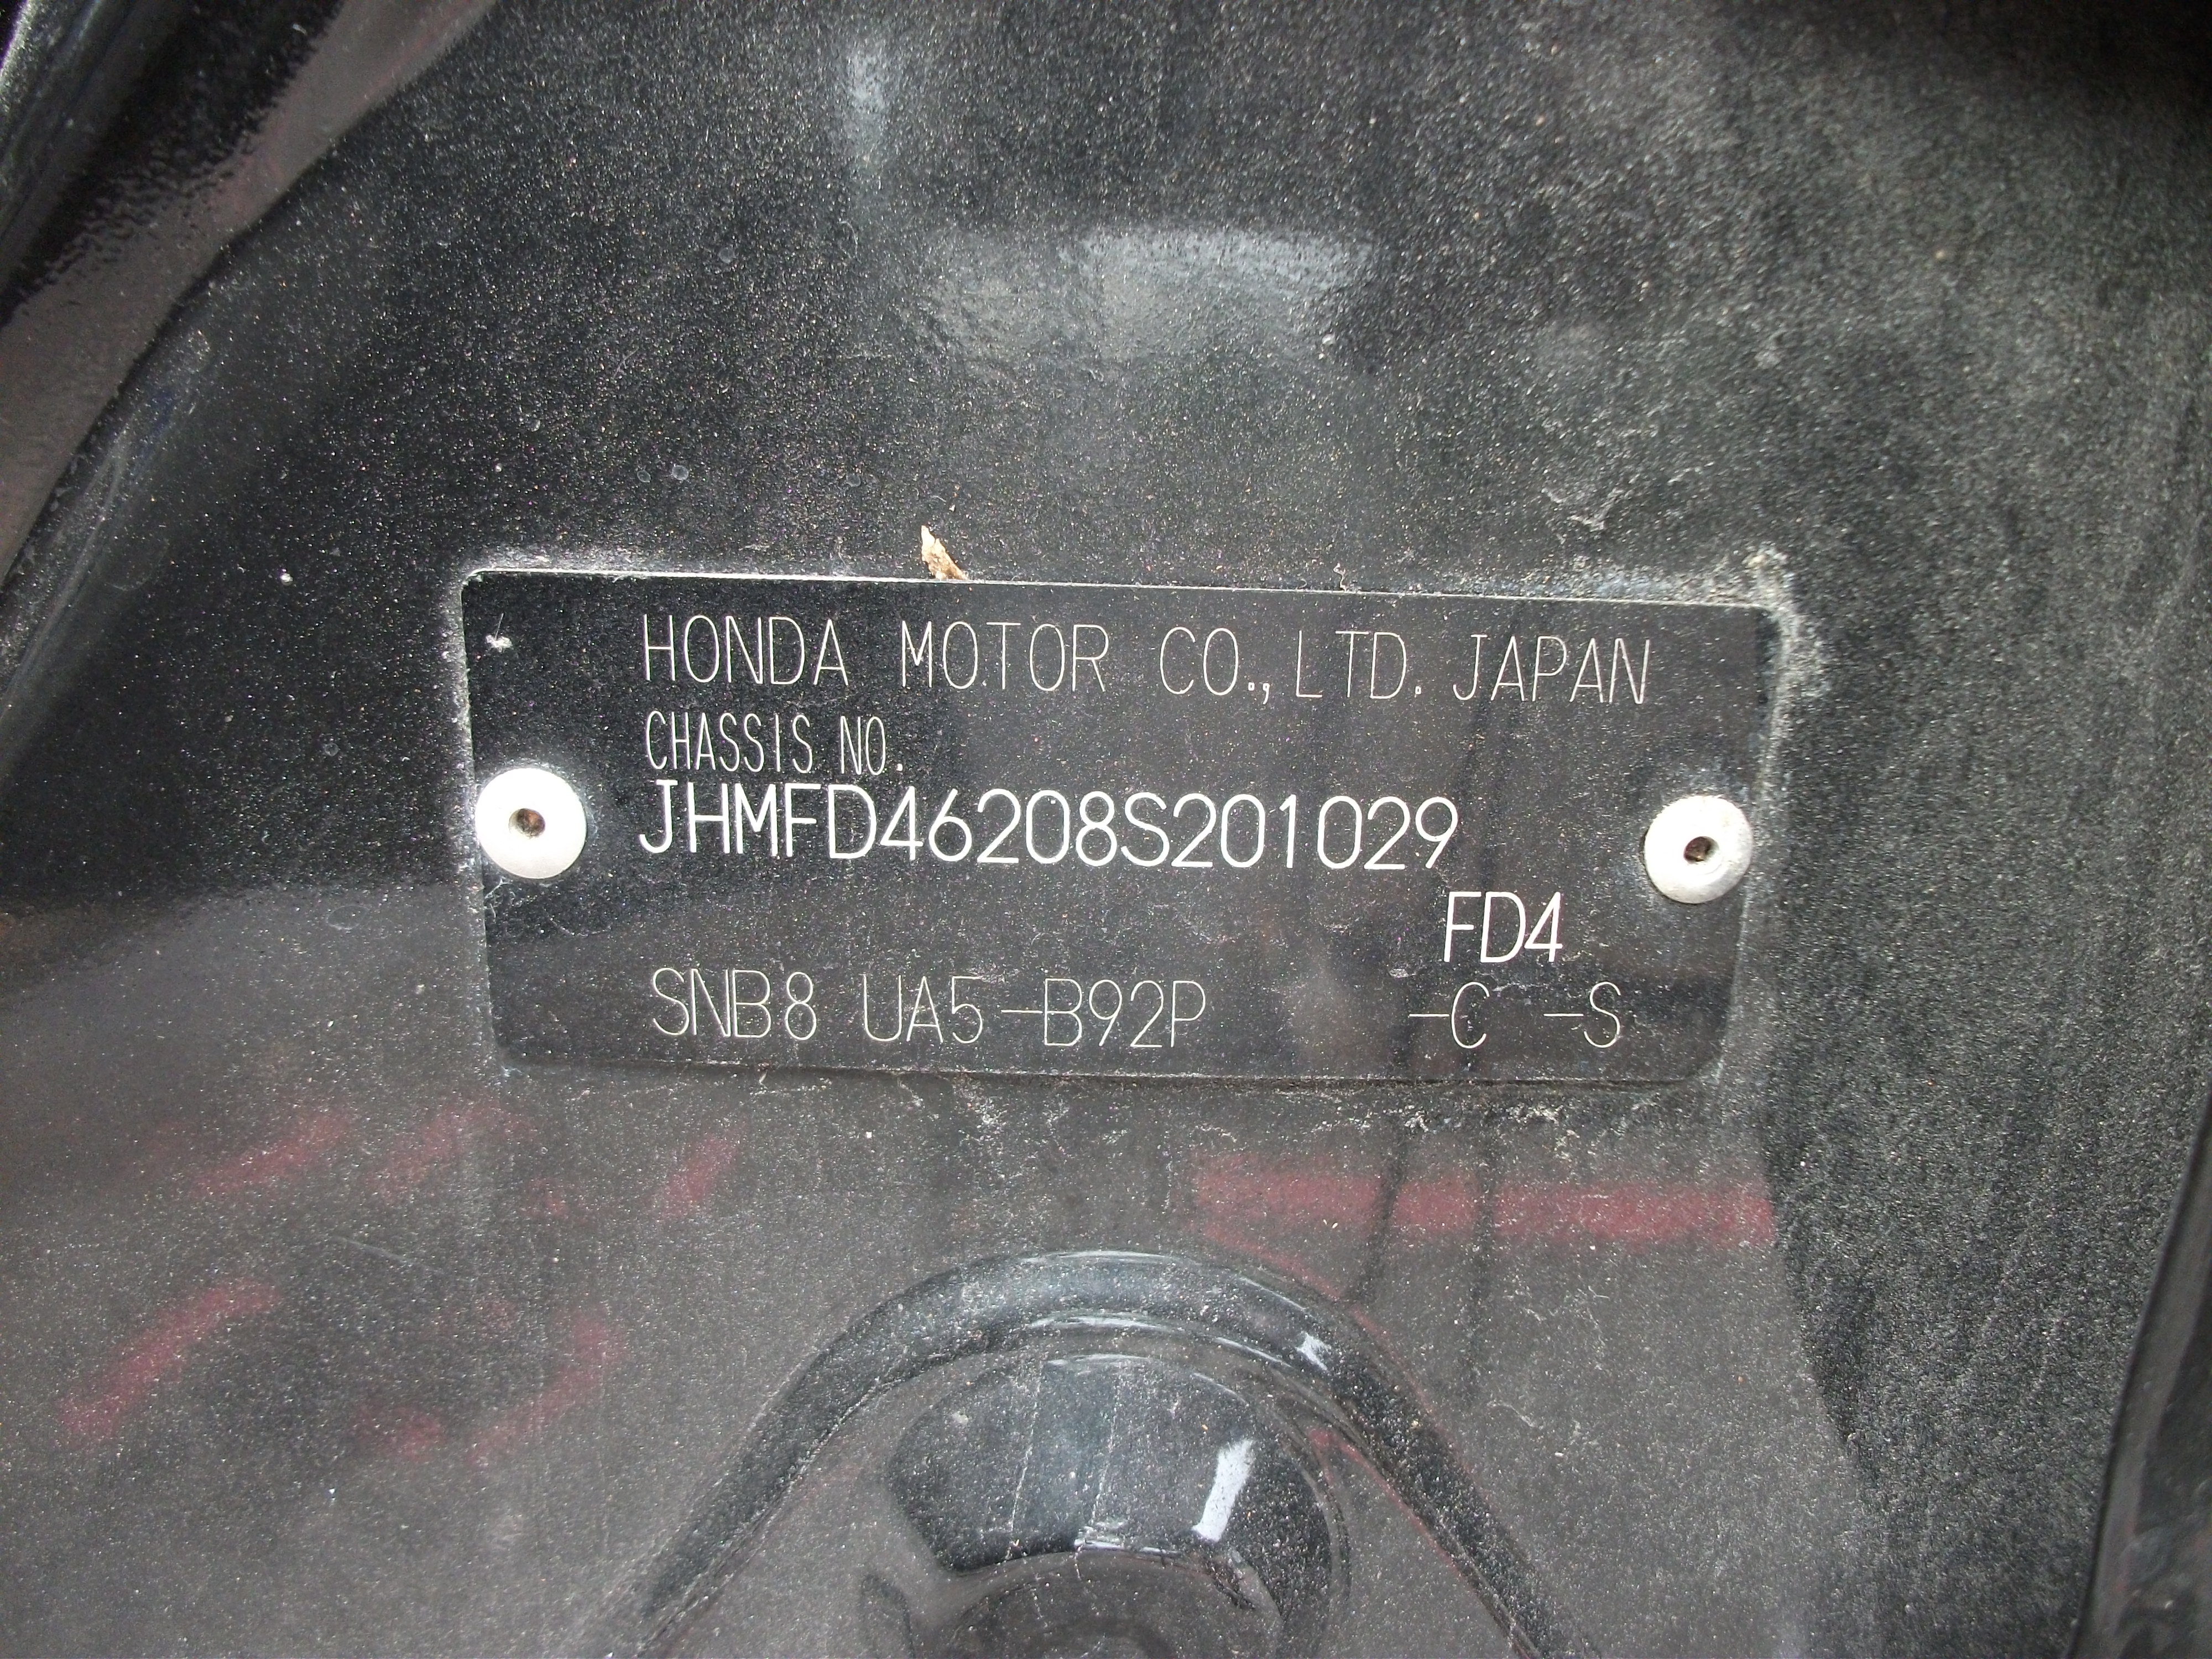 HONDA MOTOR CO., LTD. JAPAN
CHASSIS NO.
JHMFD46208S201029
FD4
SNB8 UA5-B92P -C -S